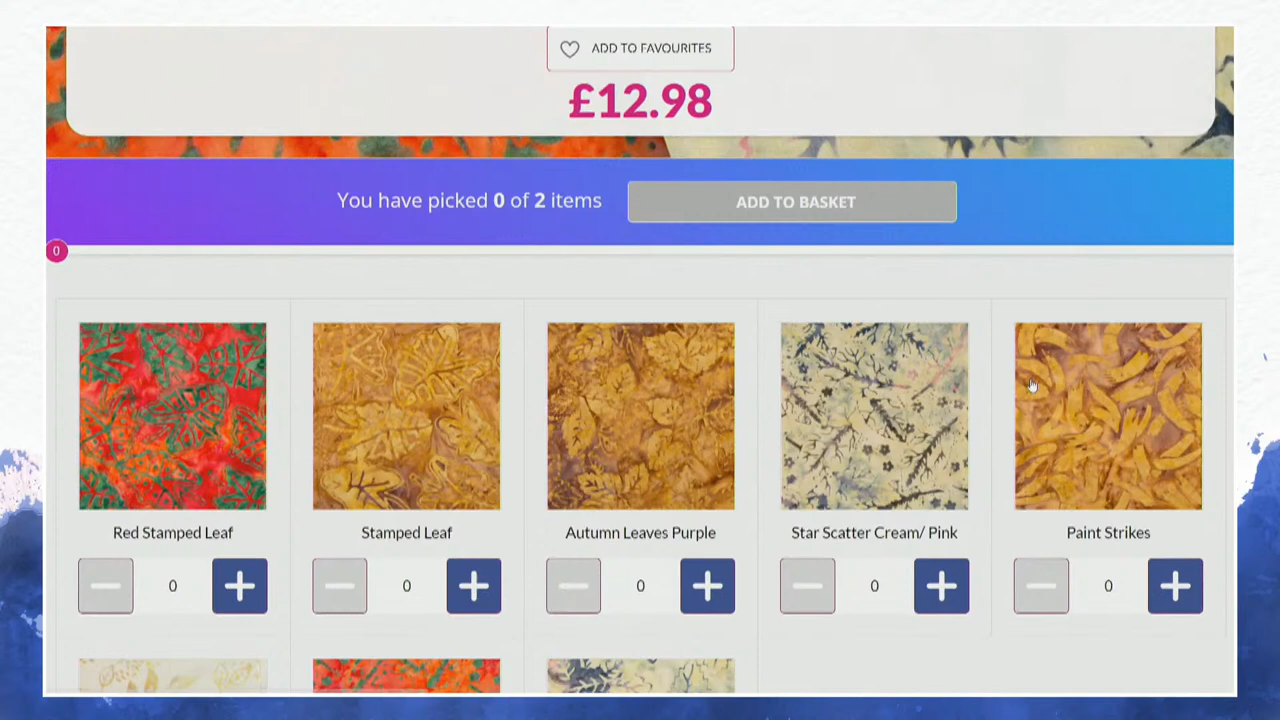 ADD TO FAVOURITES
£12.98
You have picked 0 of 2 items
ADD TO BASKET
0
Red Stamped Leaf
Stamped Leaf
Autumn Leaves Purple
Star Scatter Cream/ Pink
Paint Strikes
0
0
0
0
0